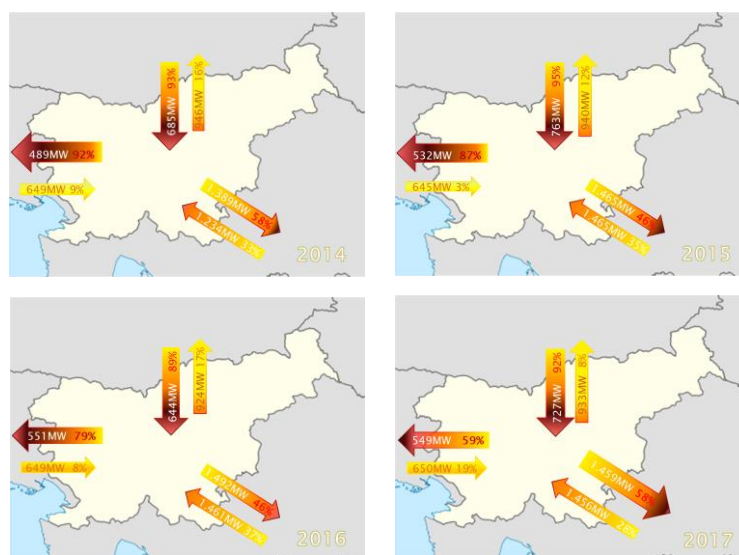 93%
685MW
16%
946MW
489MW 92%
649MW 9%
1.389MW 58%
1.234MW 33%
2014
95%
763MW
12%
940MW
532MW 87%
645MW 3%
1.465MW 46%
1.465MW 35%
2015
89%
644MW
17%
924MW
551MW 79%
649MW 8%
1.492MW 46%
1.461MW 37%
2016
92%
727MW
8%
933MW
549MW 59%
650MW 19%
1.459MW 58%
1.456MW 28%
2017